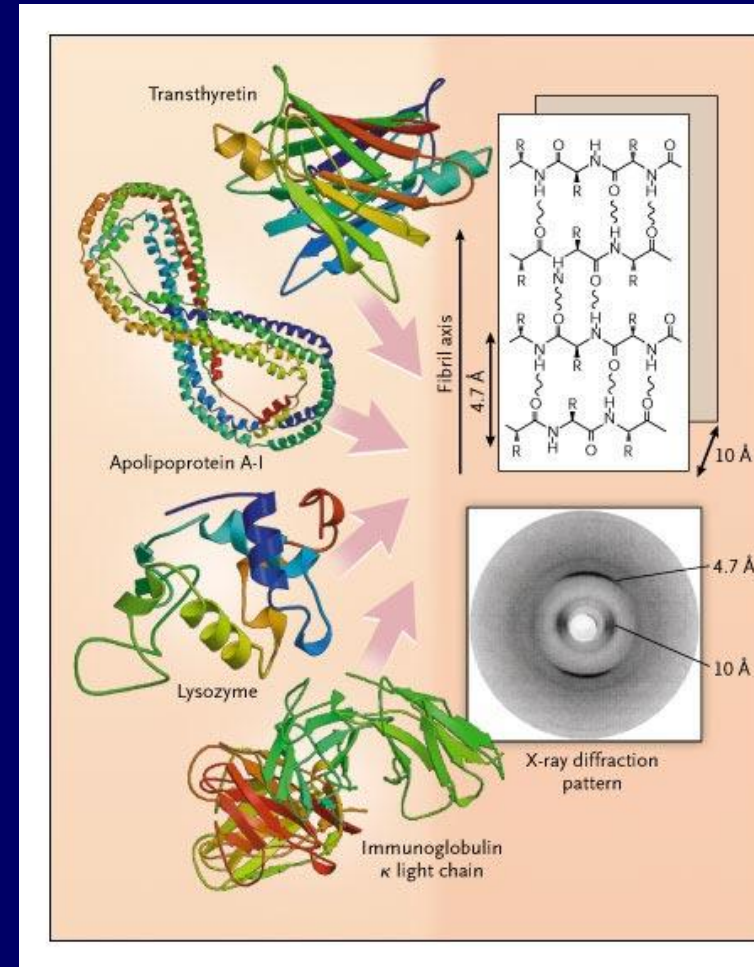 Transthyretin
Apolipoprotein A-I
Lysozyme
Immunoglobulin
κ light chain
Fibril axis
4.7 Å
R O H R O
N N N
H O R O H
O R H O
R N
H N O
R O H R O
N N N
H O H
O R O
R N O R
H
10 Å
4.7 Å
10 Å
X-ray diffraction
pattern